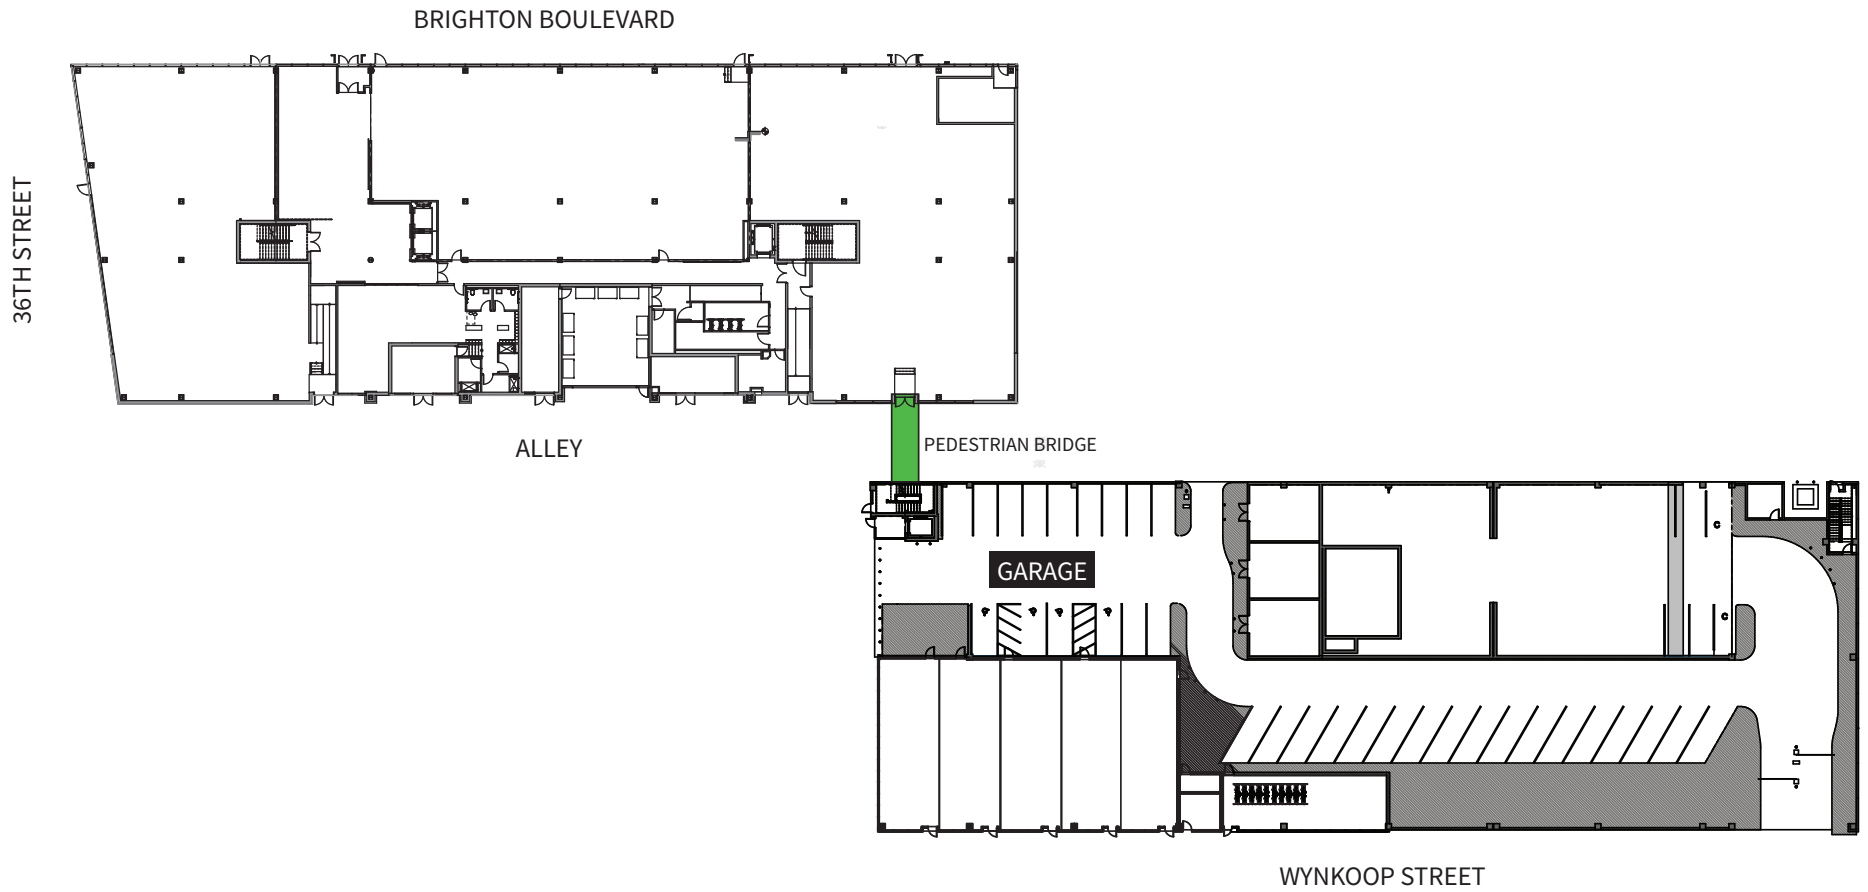 BRIGHTON BOULEVARD
36TH STREET
ALLEY
PEDESTRIAN BRIDGE
GARAGE
C
C
WYNKOOP STREET